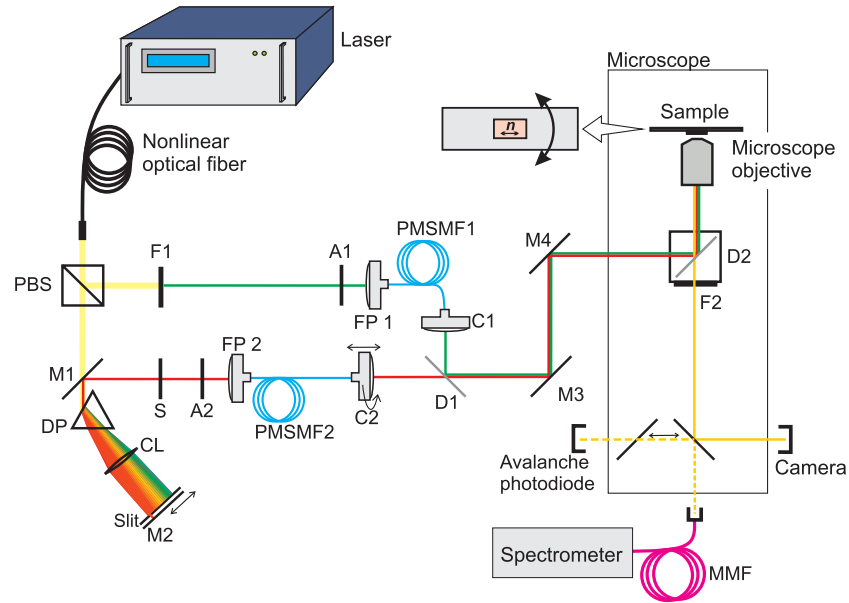 Laser
Microscope
Sample
n
Nonlinear
optical fiber
Microscope
objective
PMSMF1
M4
F1
A1
PBS
D2
FP 1
F2
C1
FP 2
M1
M3
D1
S
A2
C2
DP
PMSMF2
CL
Avalanche
photodiode
Camera
Slit
M2
Spectrometer
MMF